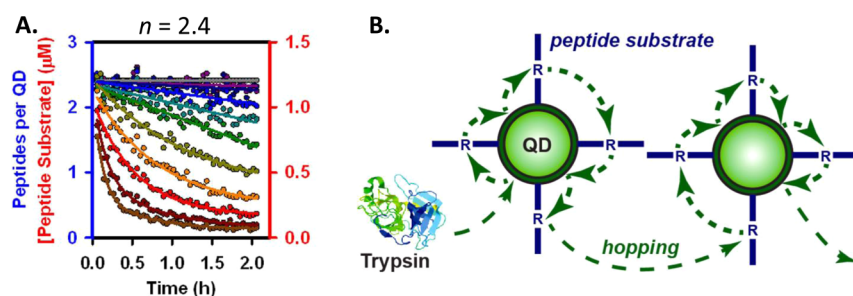 A.
n = 2.4
Peptides per QD
[Peptide Substrate] (μM)
3
2
1
0
1.5
1.0
0.5
0.0
0.0 0.5 1.0 1.5 2.0
Time (h)
B.
peptide substrate
R
R
R QD R
R R
R
R
Trypsin
hopping